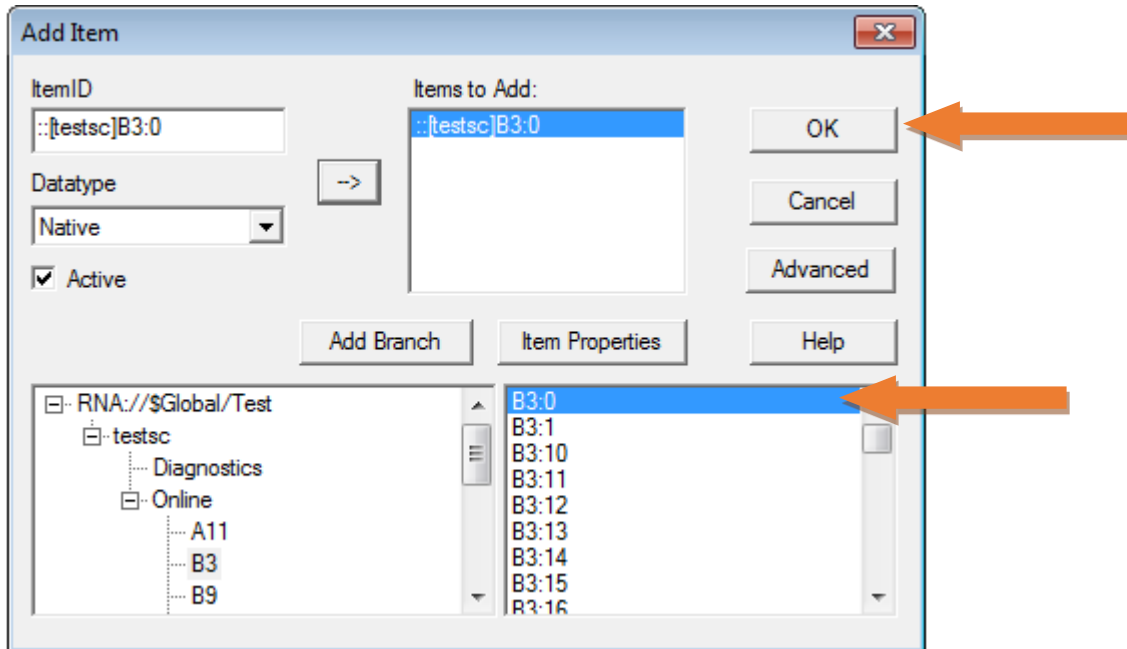 Add Item
ItemID
Items to Add:
::[testsc]B3:0
::[testsc]B3:0
OK
-->
Datatype
Native
Cancel
Active
Advanced
Add Branch
Item Properties
Help
RNA://$Global/Test
testsc
Diagnostics
Online
A11
B3
B9
B3:0
B3:1
B3:10
B3:11
B3:12
B3:13
B3:14
B3:15
B3:16